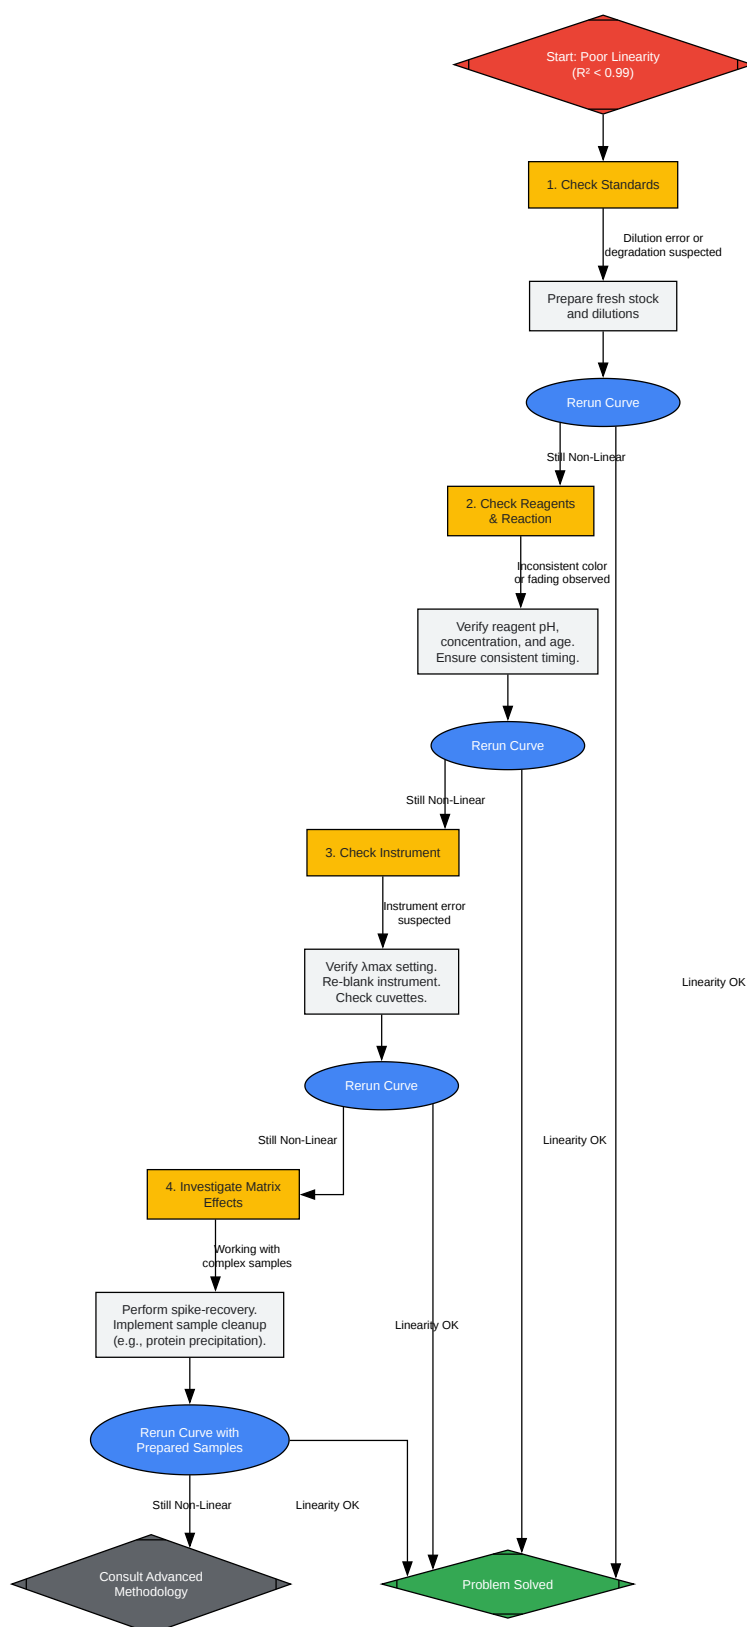 Start: Poor Linearity
(R² < 0.99)
1. Check Standards
Dilution error or
degradation suspected
Prepare fresh stock
and dilutions
Rerun Curve
Still Non-Linear
2. Check Reagents
& Reaction
Inconsistent color
or fading observed
Verify reagent pH,
concentration, and age.
Ensure consistent timing.
Rerun Curve
Still Non-Linear
3. Check Instrument
Instrument error
suspected
Verify λmax setting.
Re-blank instrument.
Check cuvettes.
Linearity OK
Rerun Curve
Still Non-Linear
Linearity OK
4. Investigate Matrix
Effects
Working with
complex samples
Perform spike-recovery.
Implement sample cleanup
(e.g., protein precipitation).
Linearity OK
Rerun Curve with
Prepared Samples
Still Non-Linear
Linearity OK
Consult Advanced
Methodology
Problem Solved